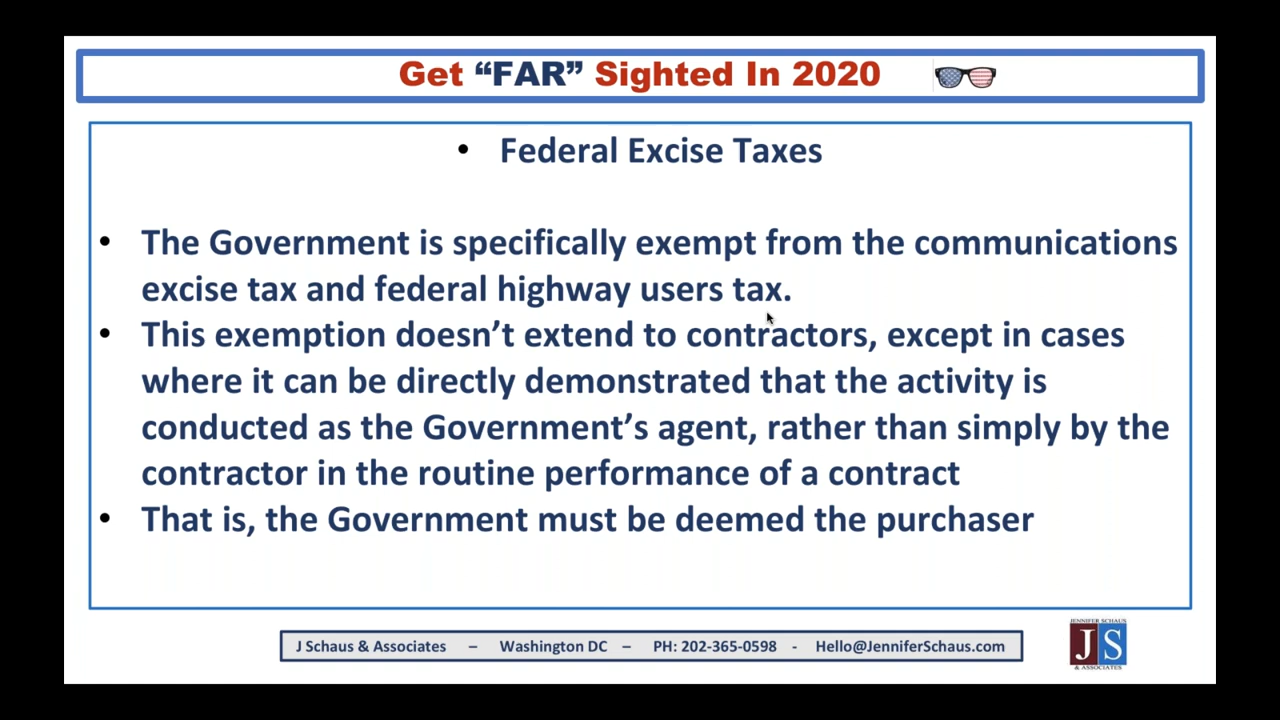 Get “FAR” Sighted In 2020
• Federal Excise Taxes
• The Government is specifically exempt from the communications
excise tax and federal highway users tax.
• This exemption doesn’t extend to contractors, except in cases
where it can be directly demonstrated that the activity is
conducted as the Government’s agent, rather than simply by the
contractor in the routine performance of a contract
• That is, the Government must be deemed the purchaser
J Schaus & Associates – Washington DC – PH: 202-365-0598 - Hello@JenniferSchaus.com
JENNIFER SCHAUS
JS
& ASSOCIATES